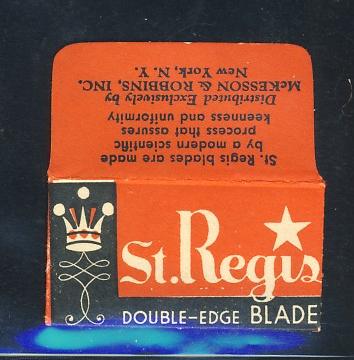 St. Regis blades are made
by a modern scientific
process that assures
keenness and uniformity
Distributed Exclusively by
McKESSON & ROBBINS, INC.
New York, N. Y.
St. Regis
DOUBLE-EDGE BLADE